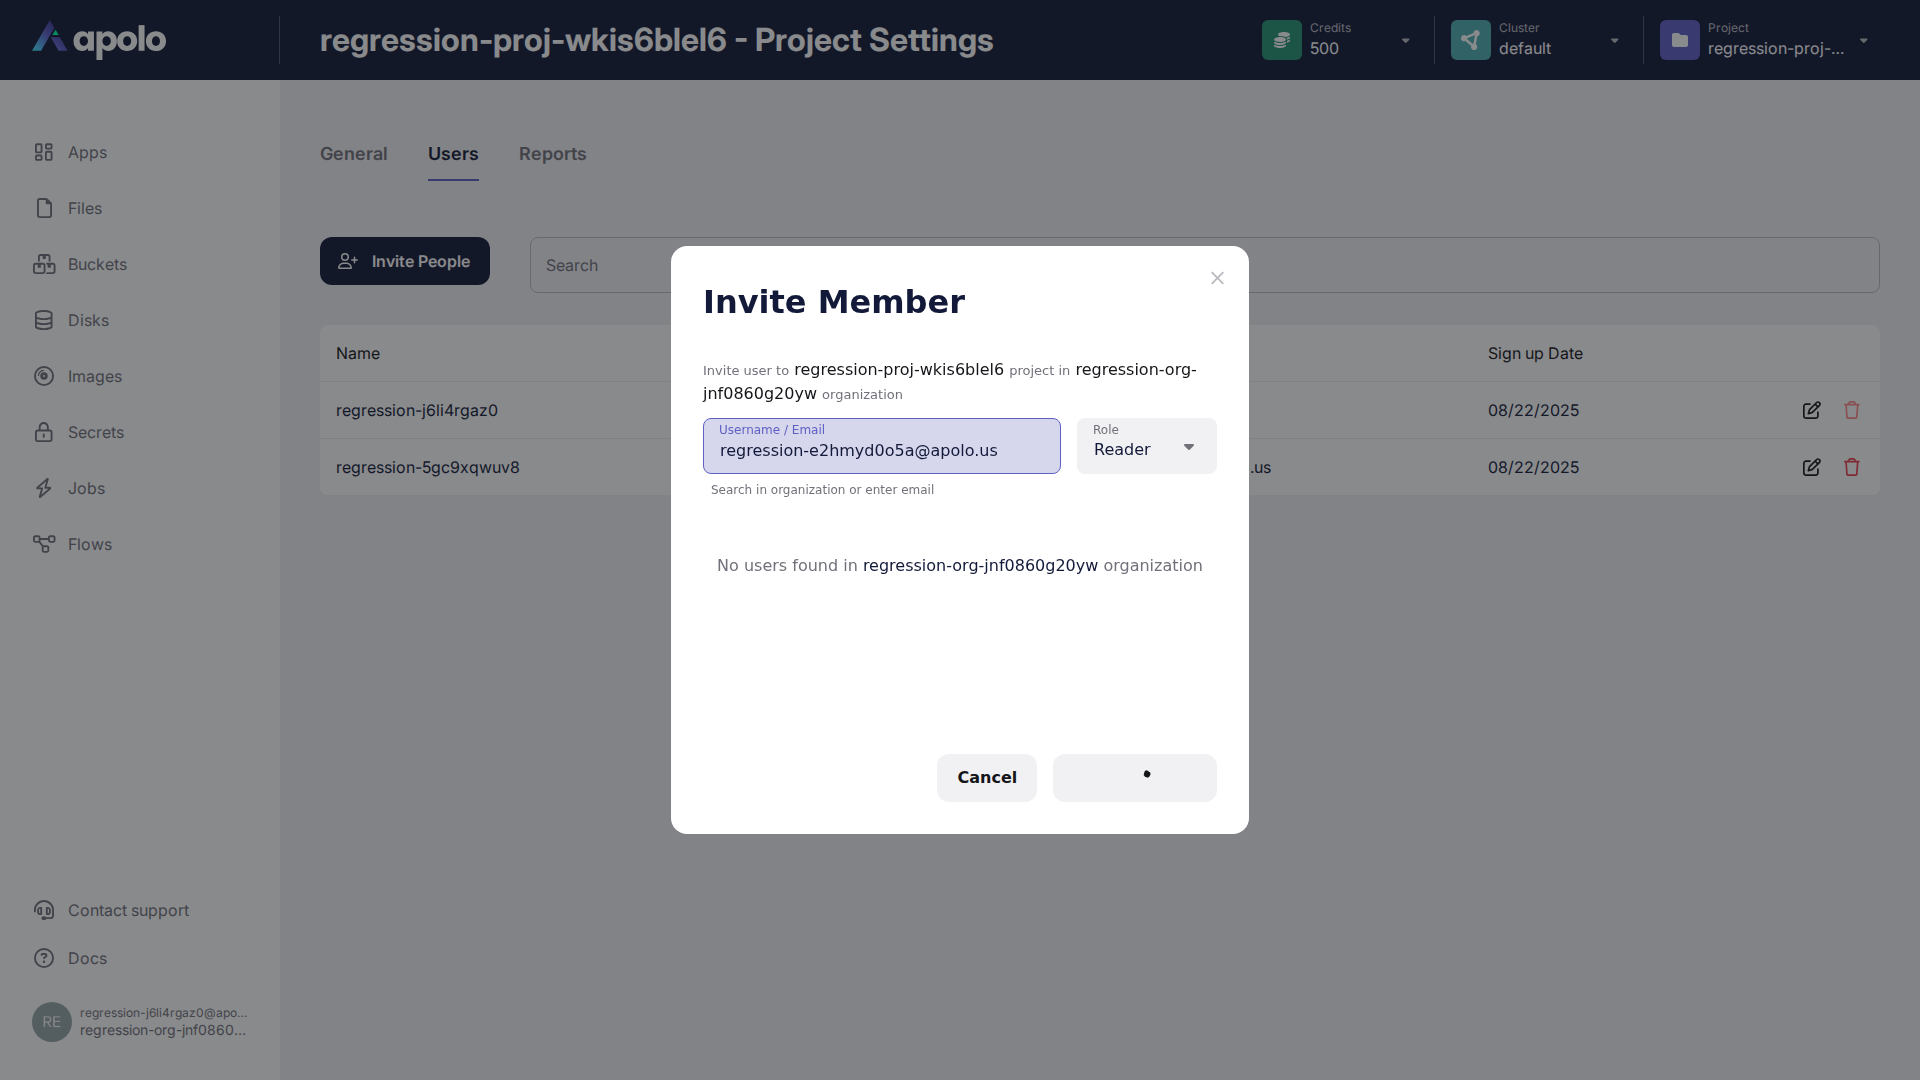 apolo
regression-proj-wkis6blel6 - Project Settings
Credits
500
Cluster
default
Project
regression-proj-...
Apps
Files
Buckets
Disks
Images
Secrets
Jobs
Flows
Contact support
Docs
RE
regression-j6li4rgaz0@apo...
regression-org-jnf0860...
General
Users
Reports
Invite People
Search
Name
Sign up Date
regression-j6li4rgaz0
08/22/2025
regression-5gc9xqwuv8
.us
08/22/2025
Invite Member
Invite user to regression-proj-wkis6blel6 project in regression-org-
jnf0860g20yw organization
Username / Email
regression-e2hmyd0o5a@apolo.us
Role
Reader
Search in organization or enter email
No users found in regression-org-jnf0860g20yw organization
Cancel